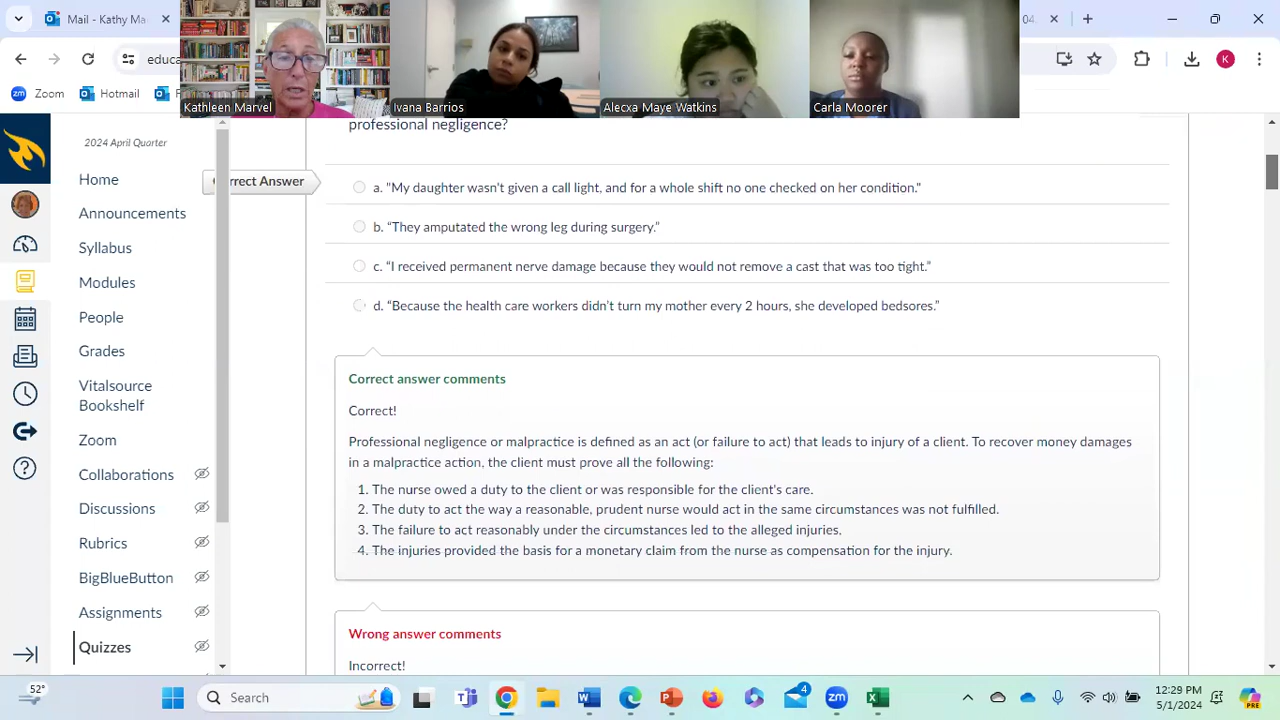 Mail - Kathy Ma
04.
educa
K
Zoom
Hotmail
F
Kathleen Marvel
Ivana Barrios
Alecxa Maye Watkins
Carla Moorer
2024 April Quarter
Home
Announcements
Syllabus
Modules
People
Grades
Vitalsource
Bookshelf
Zoom
Collaborations
Discussions
Rubrics
BigBlueButton
Assignments
Quizzes
professional negligence?
rrect Answer
a. "My daughter wasn't given a call light, and for a whole shift no one checked on her condition."
b. “They amputated the wrong leg during surgery.”
c. “I received permanent nerve damage because they would not remove a cast that was too tight.”
d. “Because the health care workers didn’t turn my mother every 2 hours, she developed bedsores.”
Correct answer comments
Correct!
Professional negligence or malpractice is defined as an act (or failure to act) that leads to injury of a client. To recover money damages
in a malpractice action, the client must prove all the following:
1. The nurse owed a duty to the client or was responsible for the client's care.
2. The duty to act the way a reasonable, prudent nurse would act in the same circumstances was not fulfilled.
3. The failure to act reasonably under the circumstances led to the alleged injuries.
4. The injuries provided the basis for a monetary claim from the nurse as compensation for the injury.
Wrong answer comments
Incorrect!
52°
Search
4
12:29 PM
5/1/2024
PRE